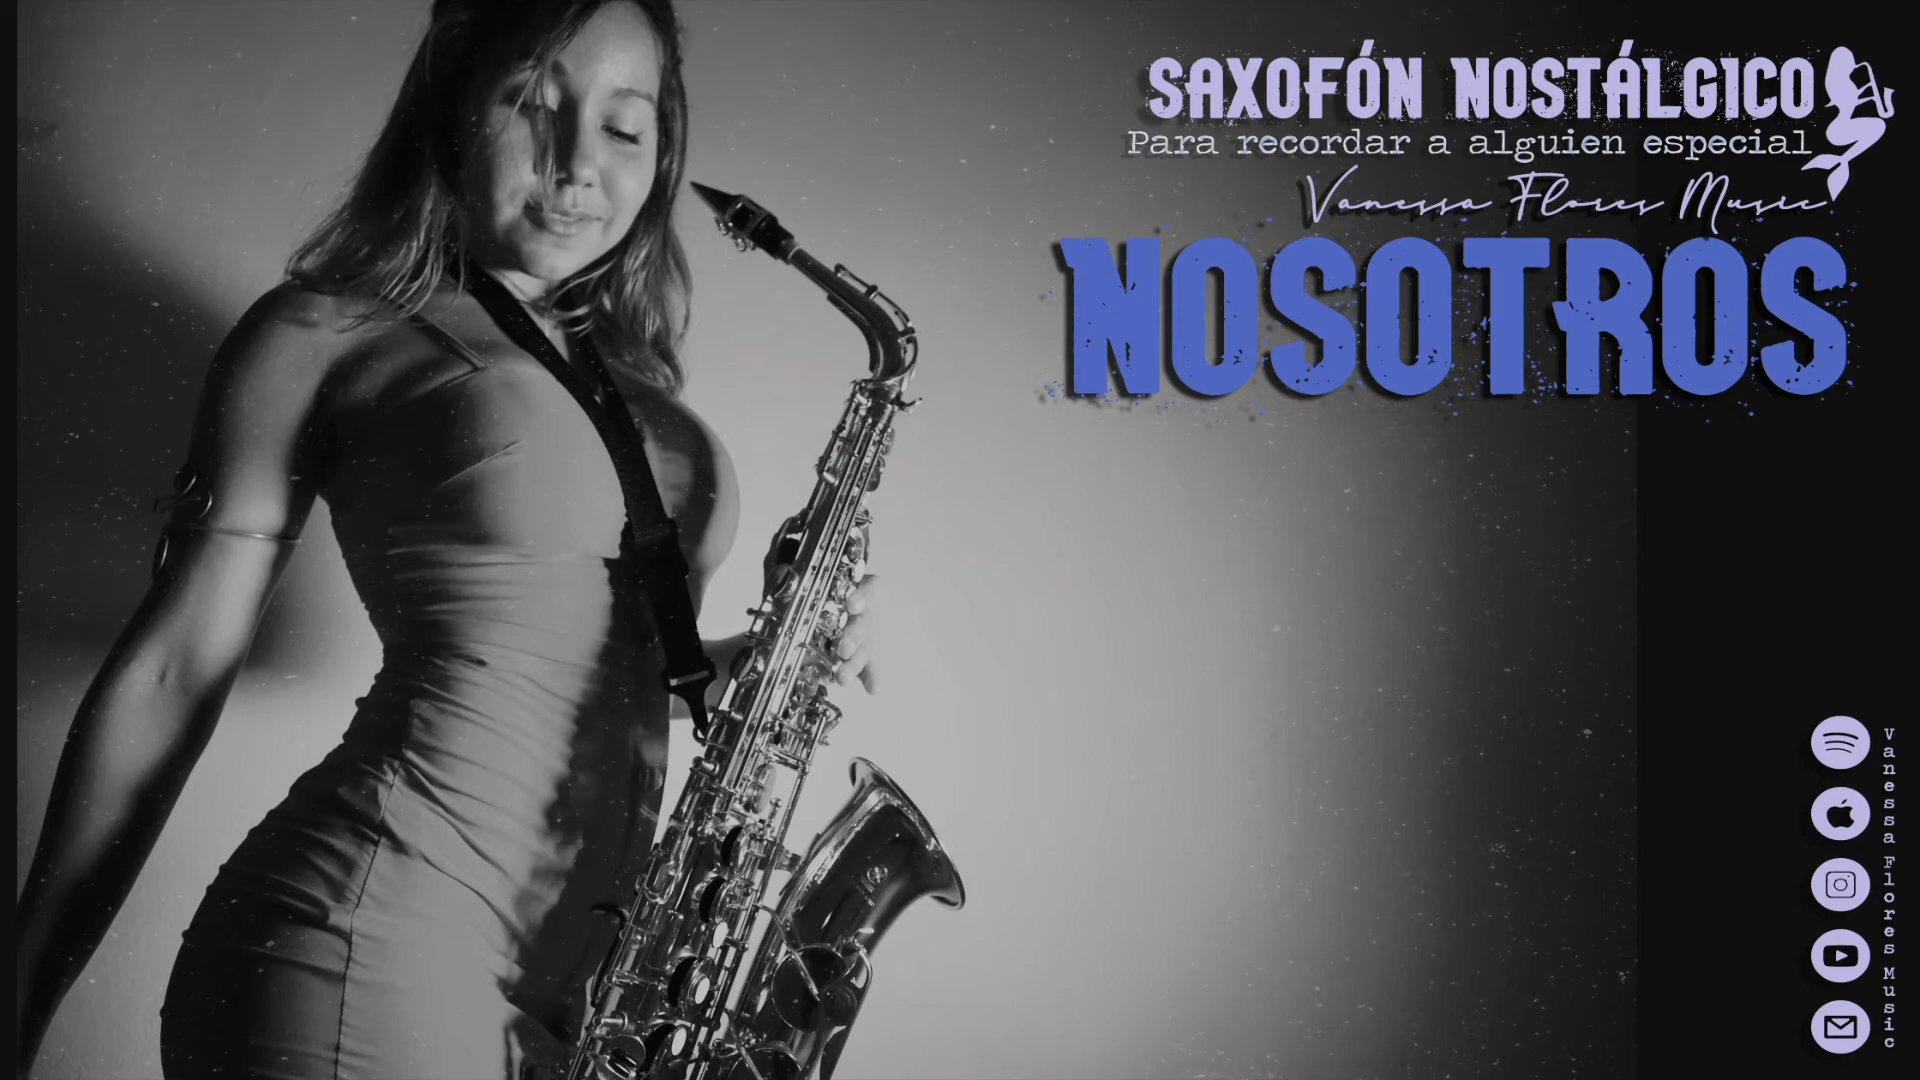 SAXOFÓN NOSTÁLGICO
Para recordar a alguien especial
Vanessa Flores Music
NOSOTROS
Vanessa Flores Music